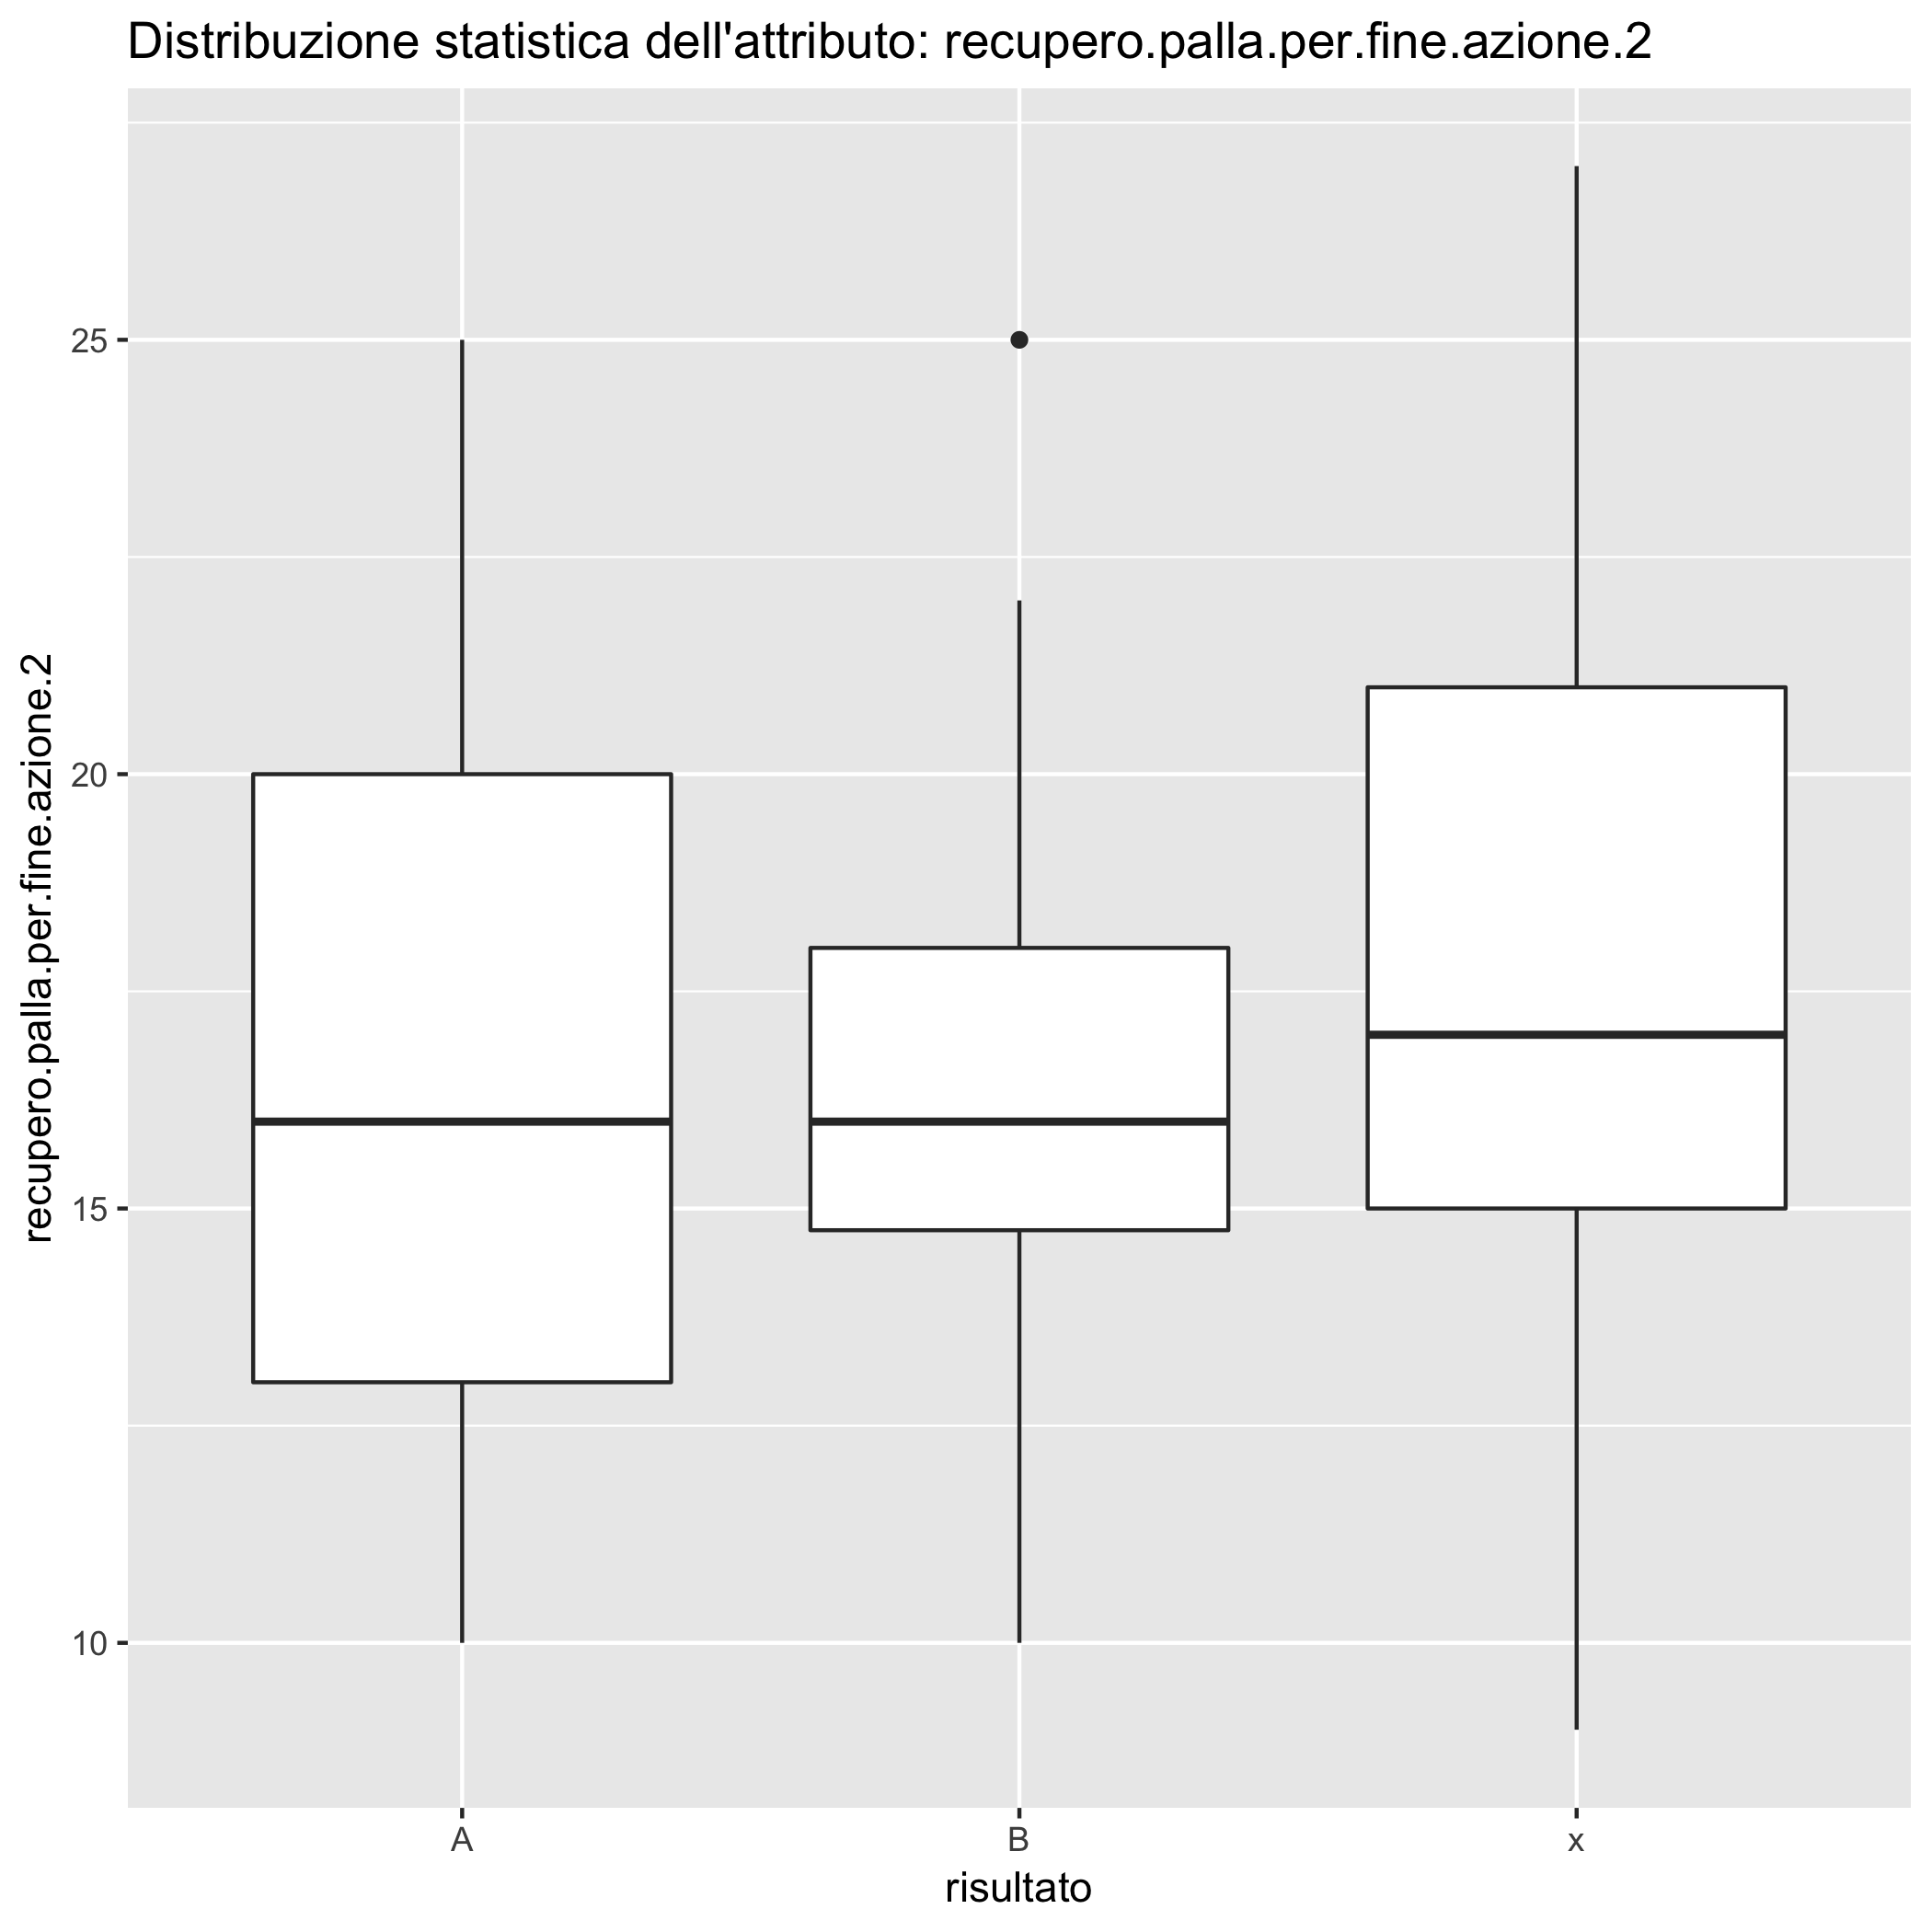 Distribuzione statistica dell'attributo: recupero.palla.per.fine.azione.2
recupero.palla.per.fine.azione.2
25
20
15
10
A
B
x
risultato